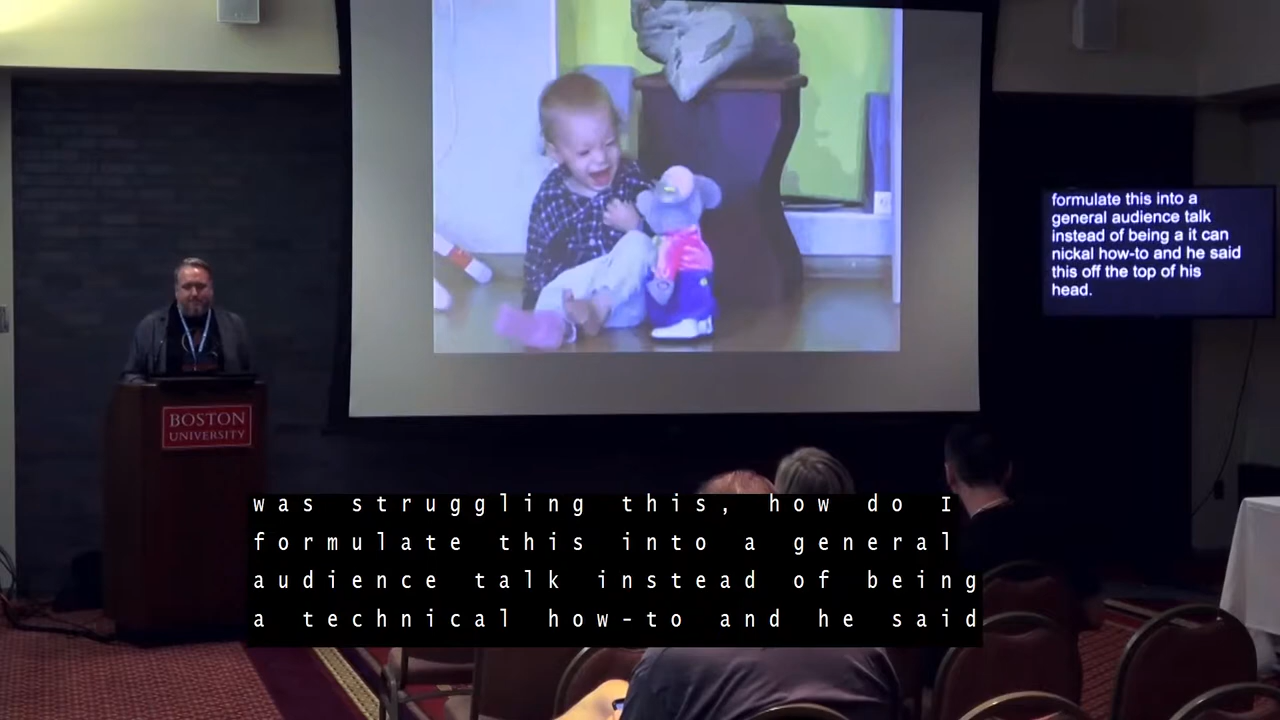 formulate this into a
general audience talk
instead of being a it can
nickal how-to and he said
this off the top of his
head.
BOSTON
UNIVERSITY
was struggling this, how do I
formulate this into a general
audience talk instead of being
a technical how-to and he said